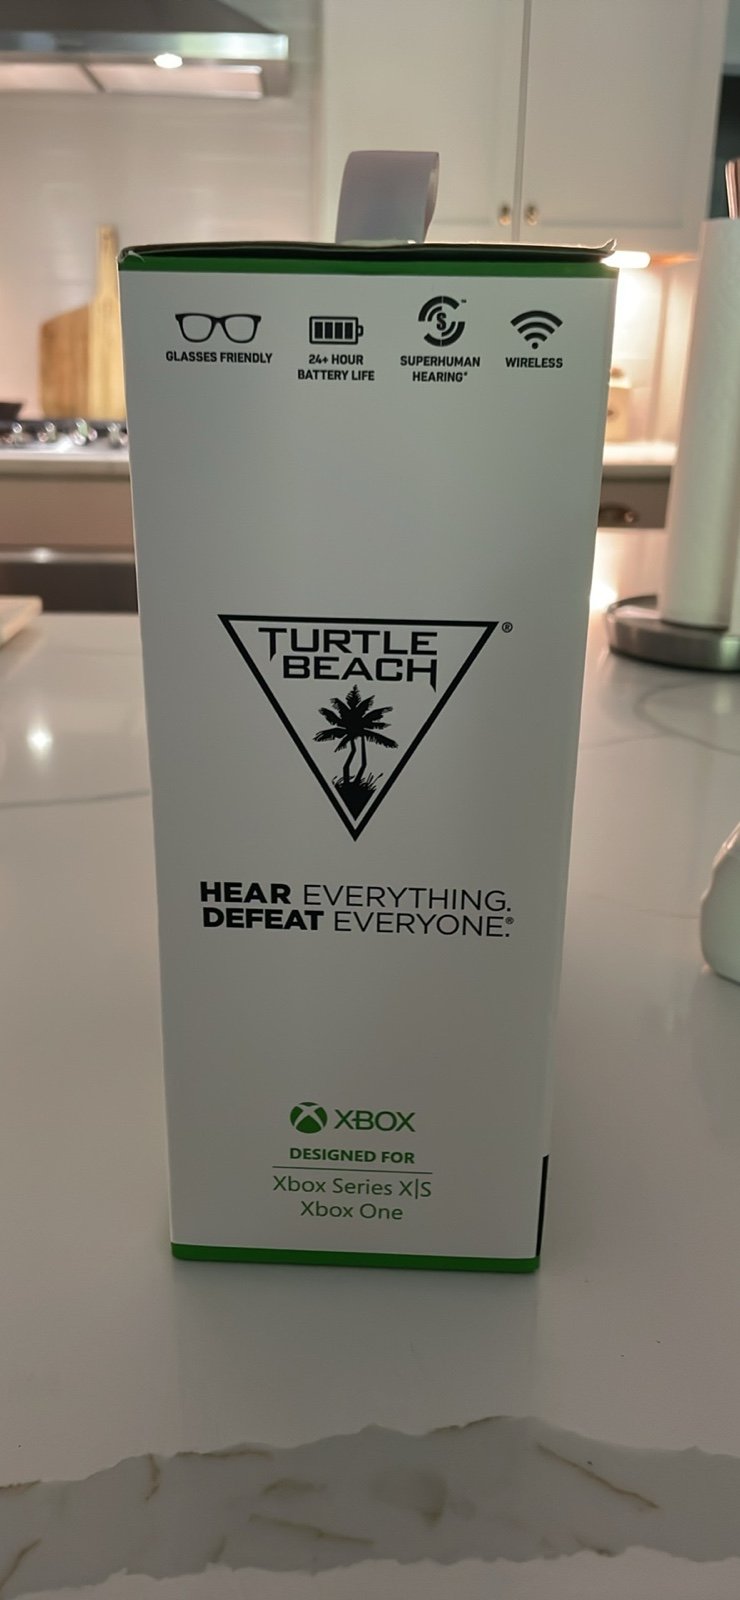 GLASSES FRIENDLY
24+ HOUR
BATTERY LIFE
S
™
SUPERHUMAN
HEARING*
WIRELESS
TURTLE
BEACH
®
HEAR EVERYTHING.
DEFEAT EVERYONE.®
XBOX
DESIGNED FOR
Xbox Series X|S
Xbox One